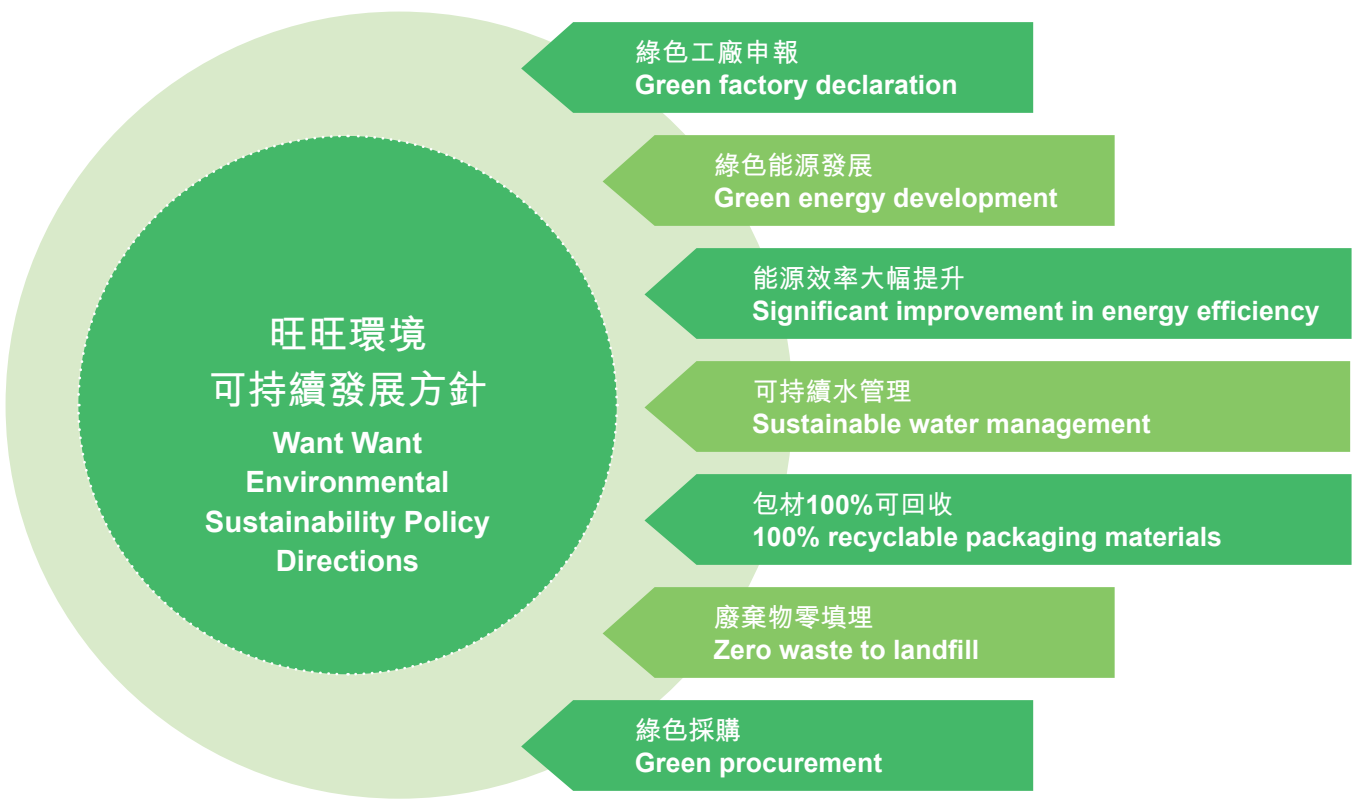 綠色工廠申報
Green factory declaration
綠色能源發展
Green energy development
能源效率大幅提升
Significant improvement in energy efficiency
旺旺環境
可持續發展方針
Want Want
Environmental
Sustainability Policy
Directions
可持續水管理
Sustainable water management
包材100%可回收
100% recyclable packaging materials
廢棄物零填埋
Zero waste to landfill
綠色採購
Green procurement